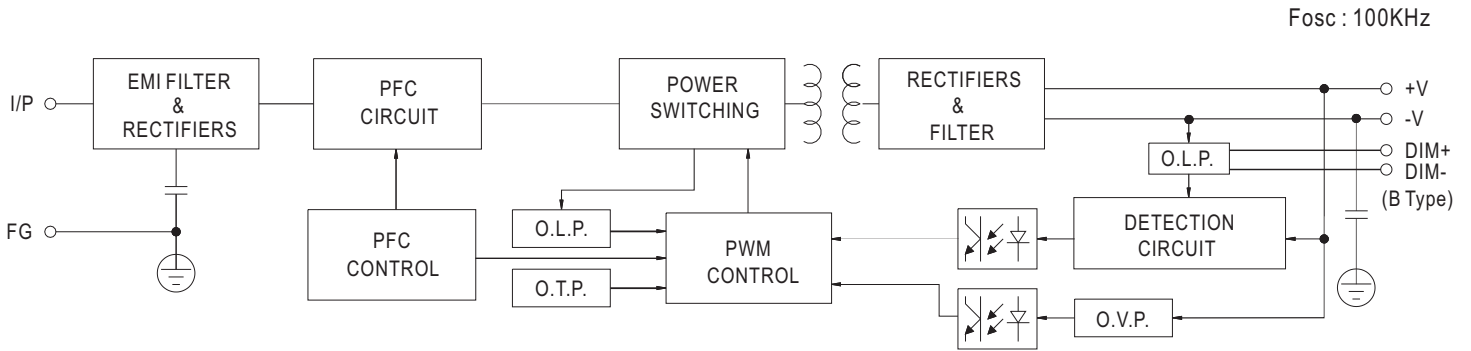 Fosc : 100KHz
I/P
EMI FILTER
&
RECTIFIERS
PFC
CIRCUIT
POWER
SWITCHING
RECTIFIERS
&
FILTER
+V
-V
O.L.P.
DIM+
DIM-
(B Type)
FG
PFC
CONTROL
O.L.P.
O.T.P.
PWM
CONTROL
DETECTION
CIRCUIT
O.V.P.